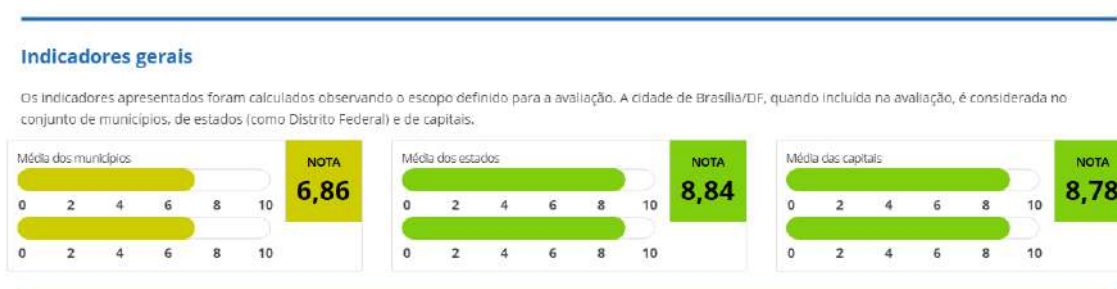 Indicadores gerais
Os indicadores apresentados foram calculados observando o escopo definido para a avaliação. A cidade de Brasília/DF, quando incluída na avaliação, é considerada no
conjunto de municípios, de estados (como Distrito Federal) e de capitais.
Média dos municípios
NOTA
6,86
0 2 4 6 8 10
0 2 4 6 8 10
Média dos estados
NOTA
8,84
0 2 4 6 8 10
0 2 4 6 8 10
Média das capitais
NOTA
8,78
0 2 4 6 8 10
0 2 4 6 8 10